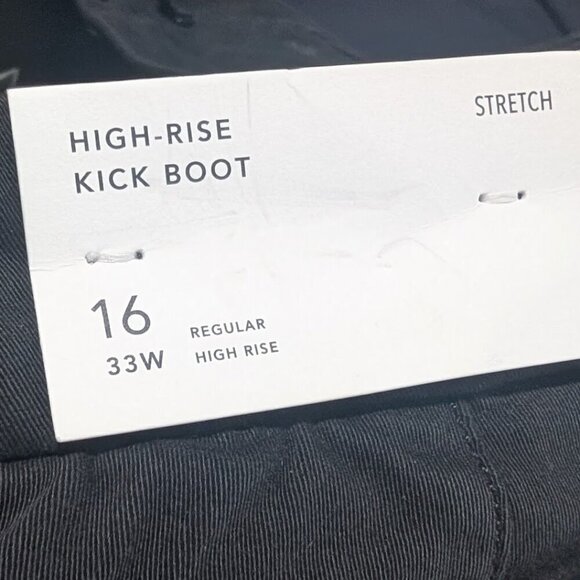 HIGH-RISE
KICK BOOT
STRETCH
16 REGULAR
33W HIGH RISE